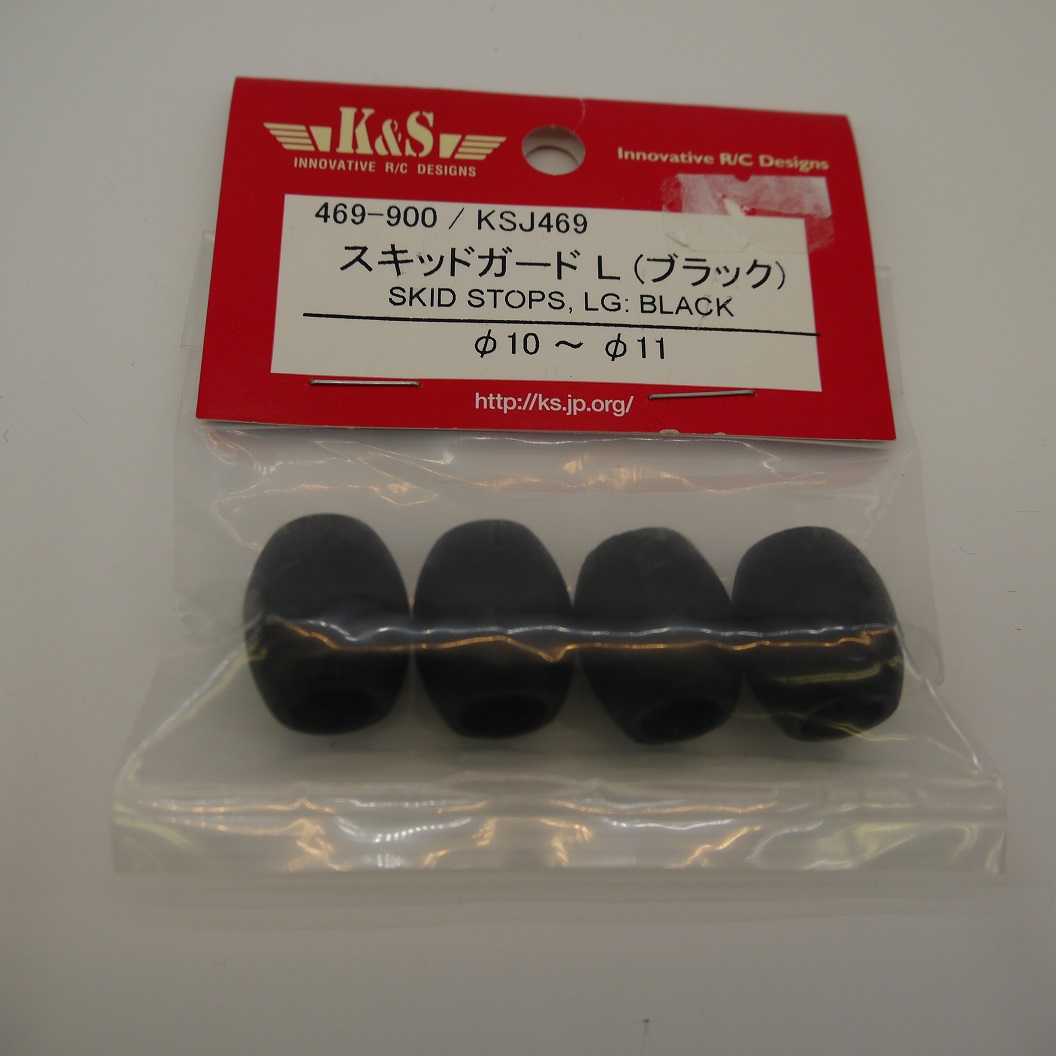 K&S
INNOVATIVE R/C DESIGNS
Innovative R/C Designs
469-900 / KSJ469
スキッドガード L (ブラック)
SKID STOPS, LG: BLACK
φ10 ～ φ11
http://ks.jp.org/